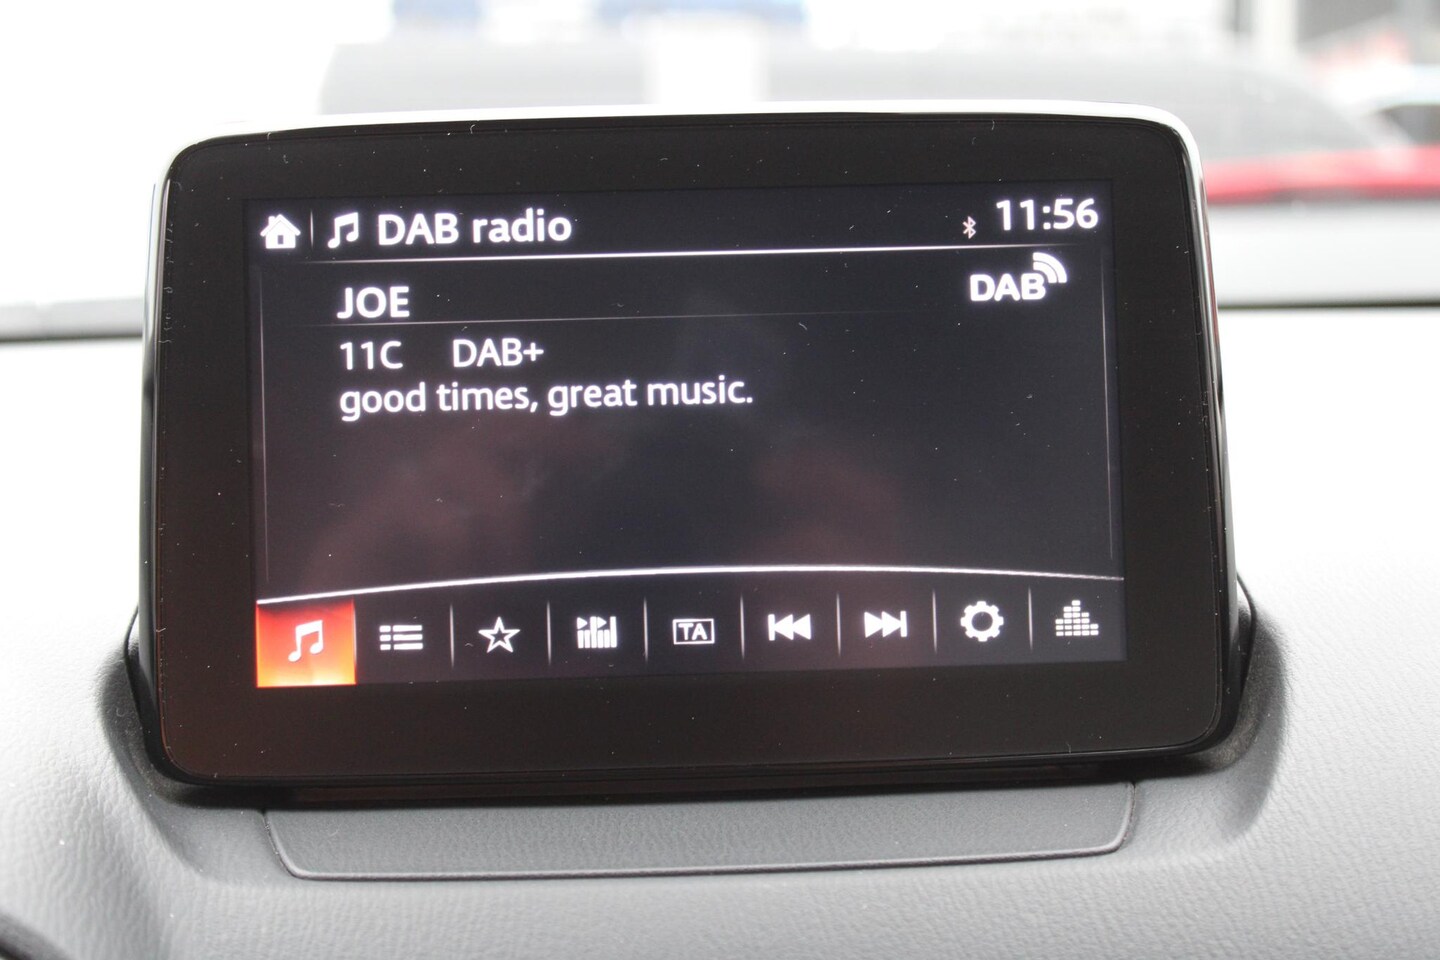 DAB radio 11:56
JOE DAB
11C DAB+
good times, great music.
TA